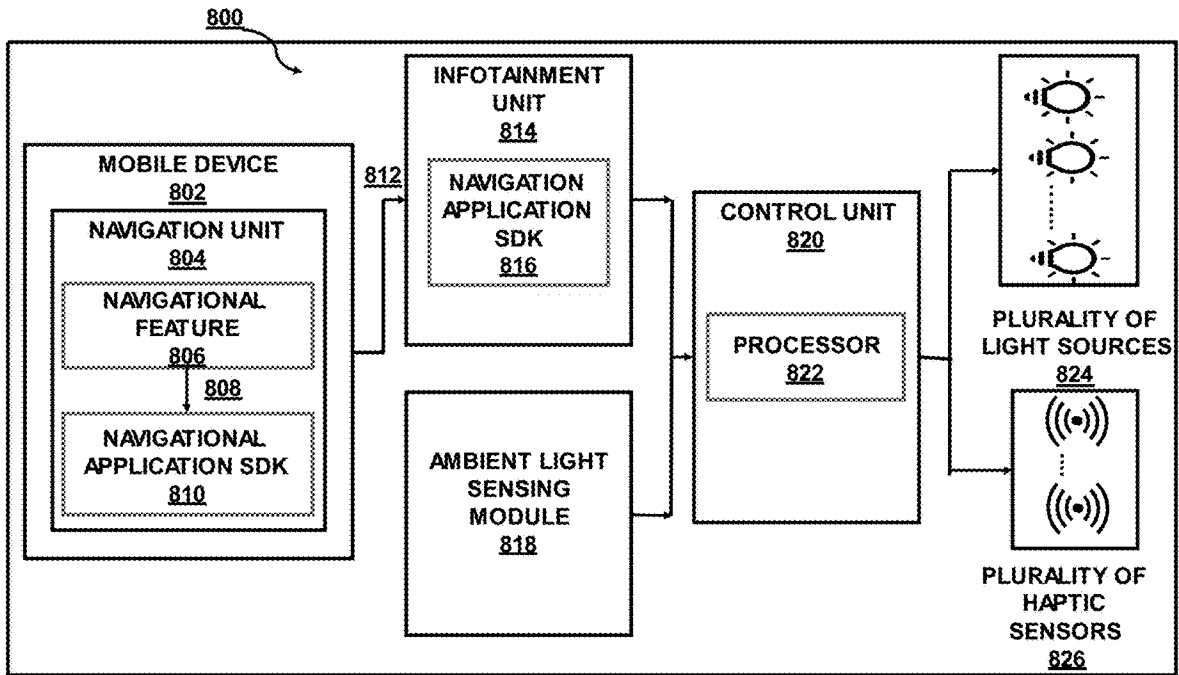 800
MOBILE DEVICE
802
NAVIGATION UNIT
804
NAVIGATIONAL
FEATURE
806
808
NAVIGATIONAL
APPLICATION SDK
810
812
INFOTAINMENT
UNIT
814
NAVIGATION
APPLICATION
SDK
816
AMBIENT LIGHT
SENSING
MODULE
818
CONTROL UNIT
820
PROCESSOR
822
PLURALITY OF
LIGHT SOURCES
824
PLURALITY OF
HAPTIC
SENSORS
826